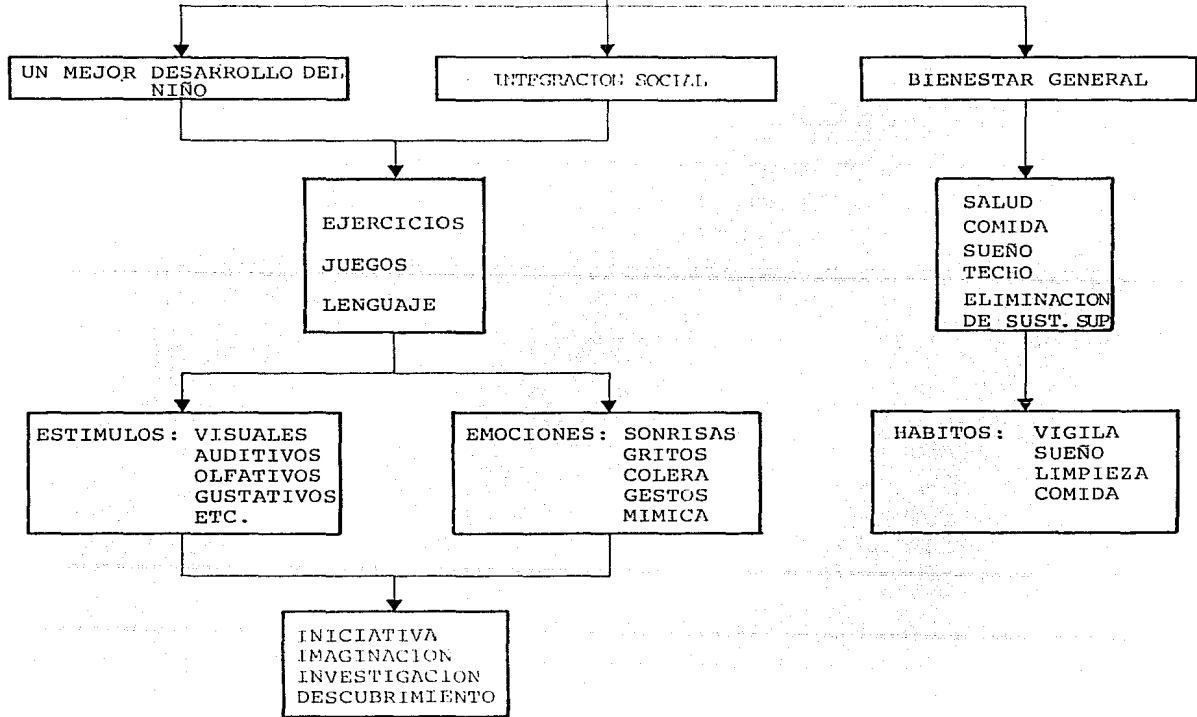 UN MEJOR DESARROLLO DEL
NIÑO
INTEGRACION SOCIAL
BIENESTAR GENERAL
EJERCICIOS
JUEGOS
LENGUAJE
SALUD
COMIDA
SUEÑO
TECHO
ELIMINACION
DE SUST. SUP
ESTIMULOS: VISUALES
AUDITIVOS
OLFATIVOS
GUSTATIVOS
ETC.
EMOCIONES: SONRISAS
GRITOS
COLERA
GESTOS
MIMICA
HABITOS: VIGILA
SUEÑO
LIMPIEZA
COMIDA
INICIATIVA
IMAGINACION
INVESTIGACION
DESCUBRIMIENTO